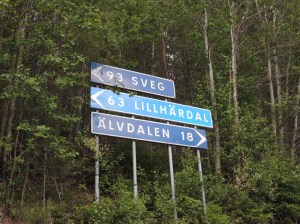 93 SVEG
63 LILLHÄRDAL
ÄLVDALEN 18